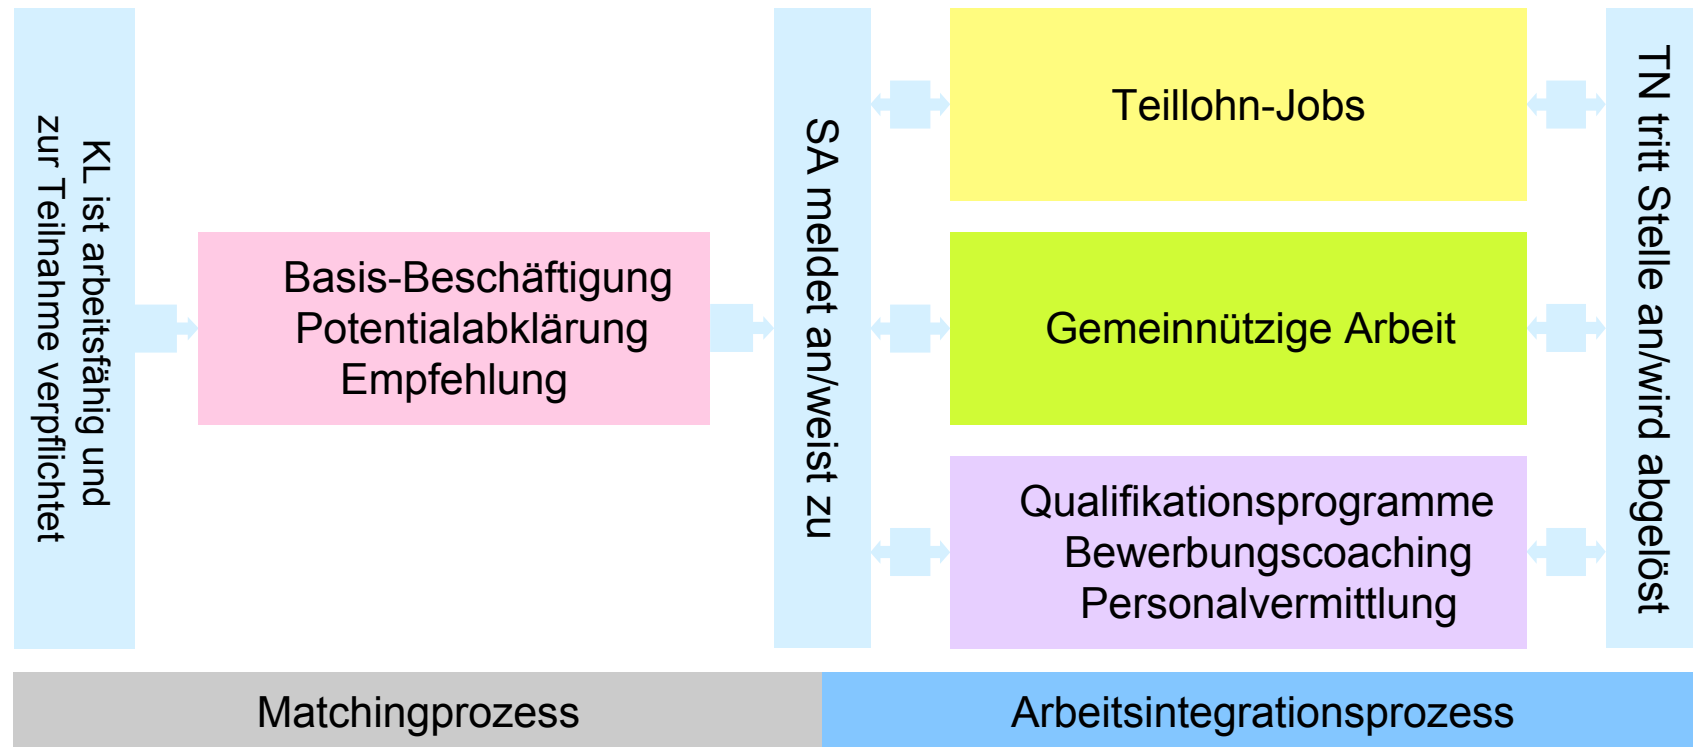 KL ist arbeitsfähig und
zur Teilnahme verpflichtet
Basis-Beschäftigung
Potentialabklärung
Empfehlung
SA meldet an/weist zu
Teillohn-Jobs
Gemeinnützige Arbeit
Qualifikationsprogramme
Bewerbungscoaching
Personalvermittlung
TN tritt Stelle an/wird abgelöst
Matchingprozess
Arbeitsintegrationsprozess